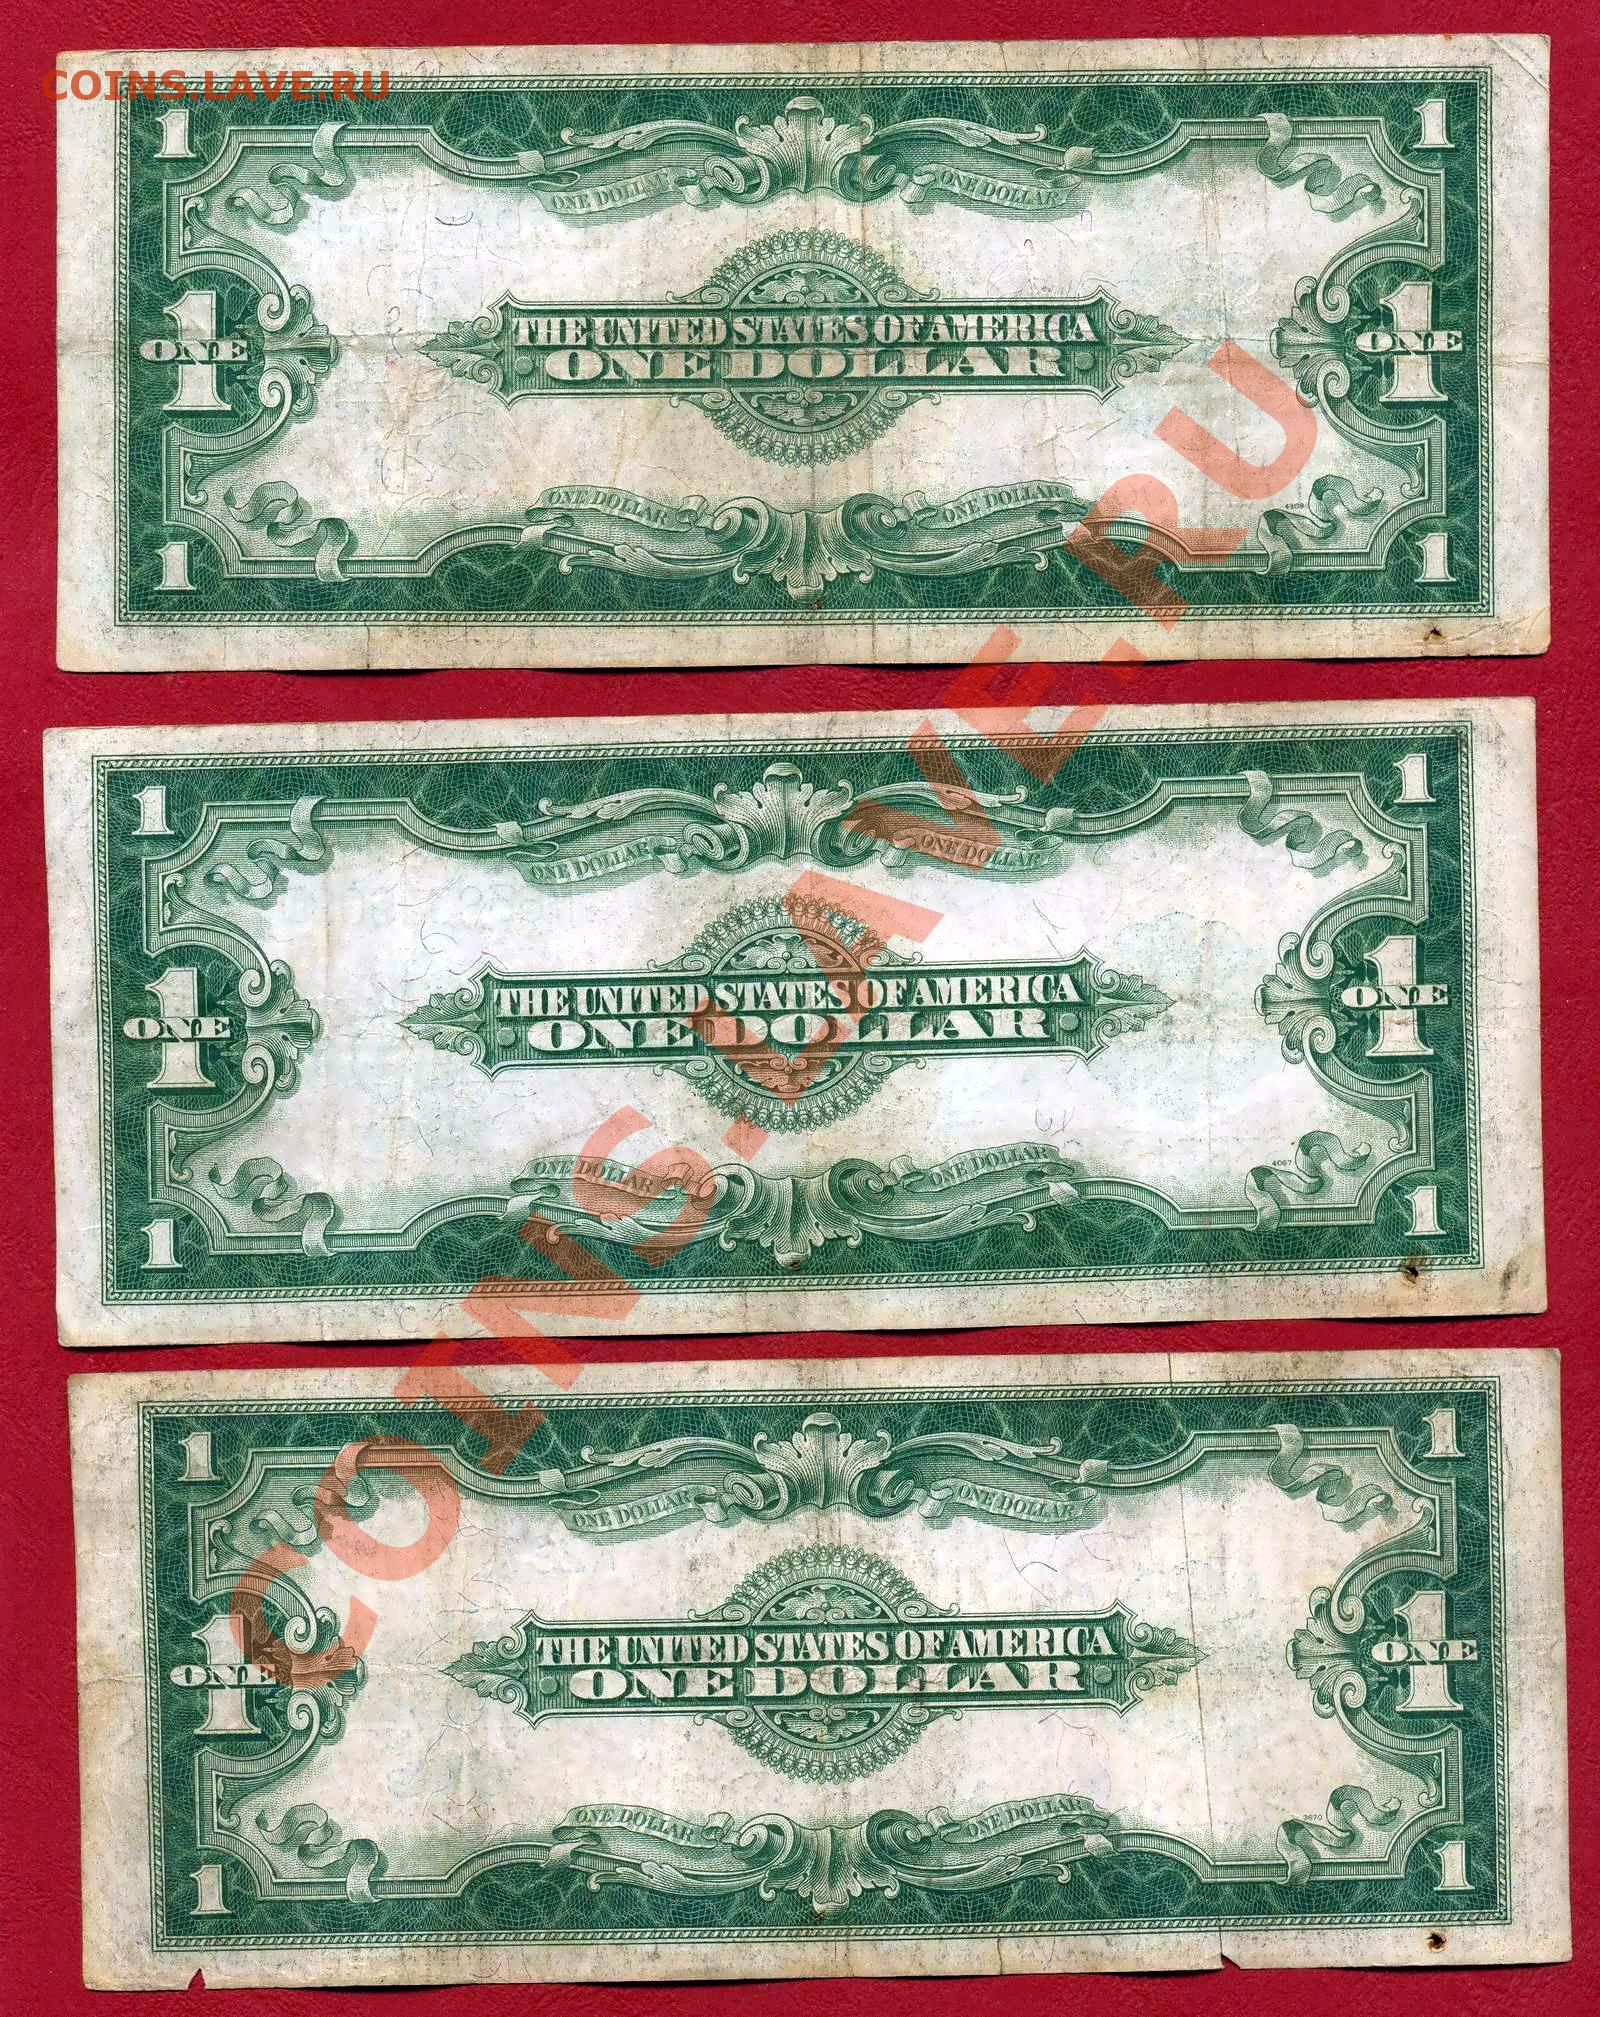 COINS.LAVE.RU
1 1
ONE DOLLAR ONE DOLLAR
THE UNITED STATES OF AMERICA
1 ONE 1 ONE
ONE DOLLAR
ONE DOLLAR ONE DOLLAR
4309
1 1
1 1
ONE DOLLAR ONE DOLLAR
THE UNITED STATES OF AMERICA
1 ONE 1 ONE
ONE DOLLAR
ONE DOLLAR ONE DOLLAR
4067
1 1
1 1
ONE DOLLAR ONE DOLLAR
THE UNITED STATES OF AMERICA
1 ONE 1 ONE
ONE DOLLAR
ONE DOLLAR ONE DOLLAR
3670
1 1
COINS.LAVE.RU